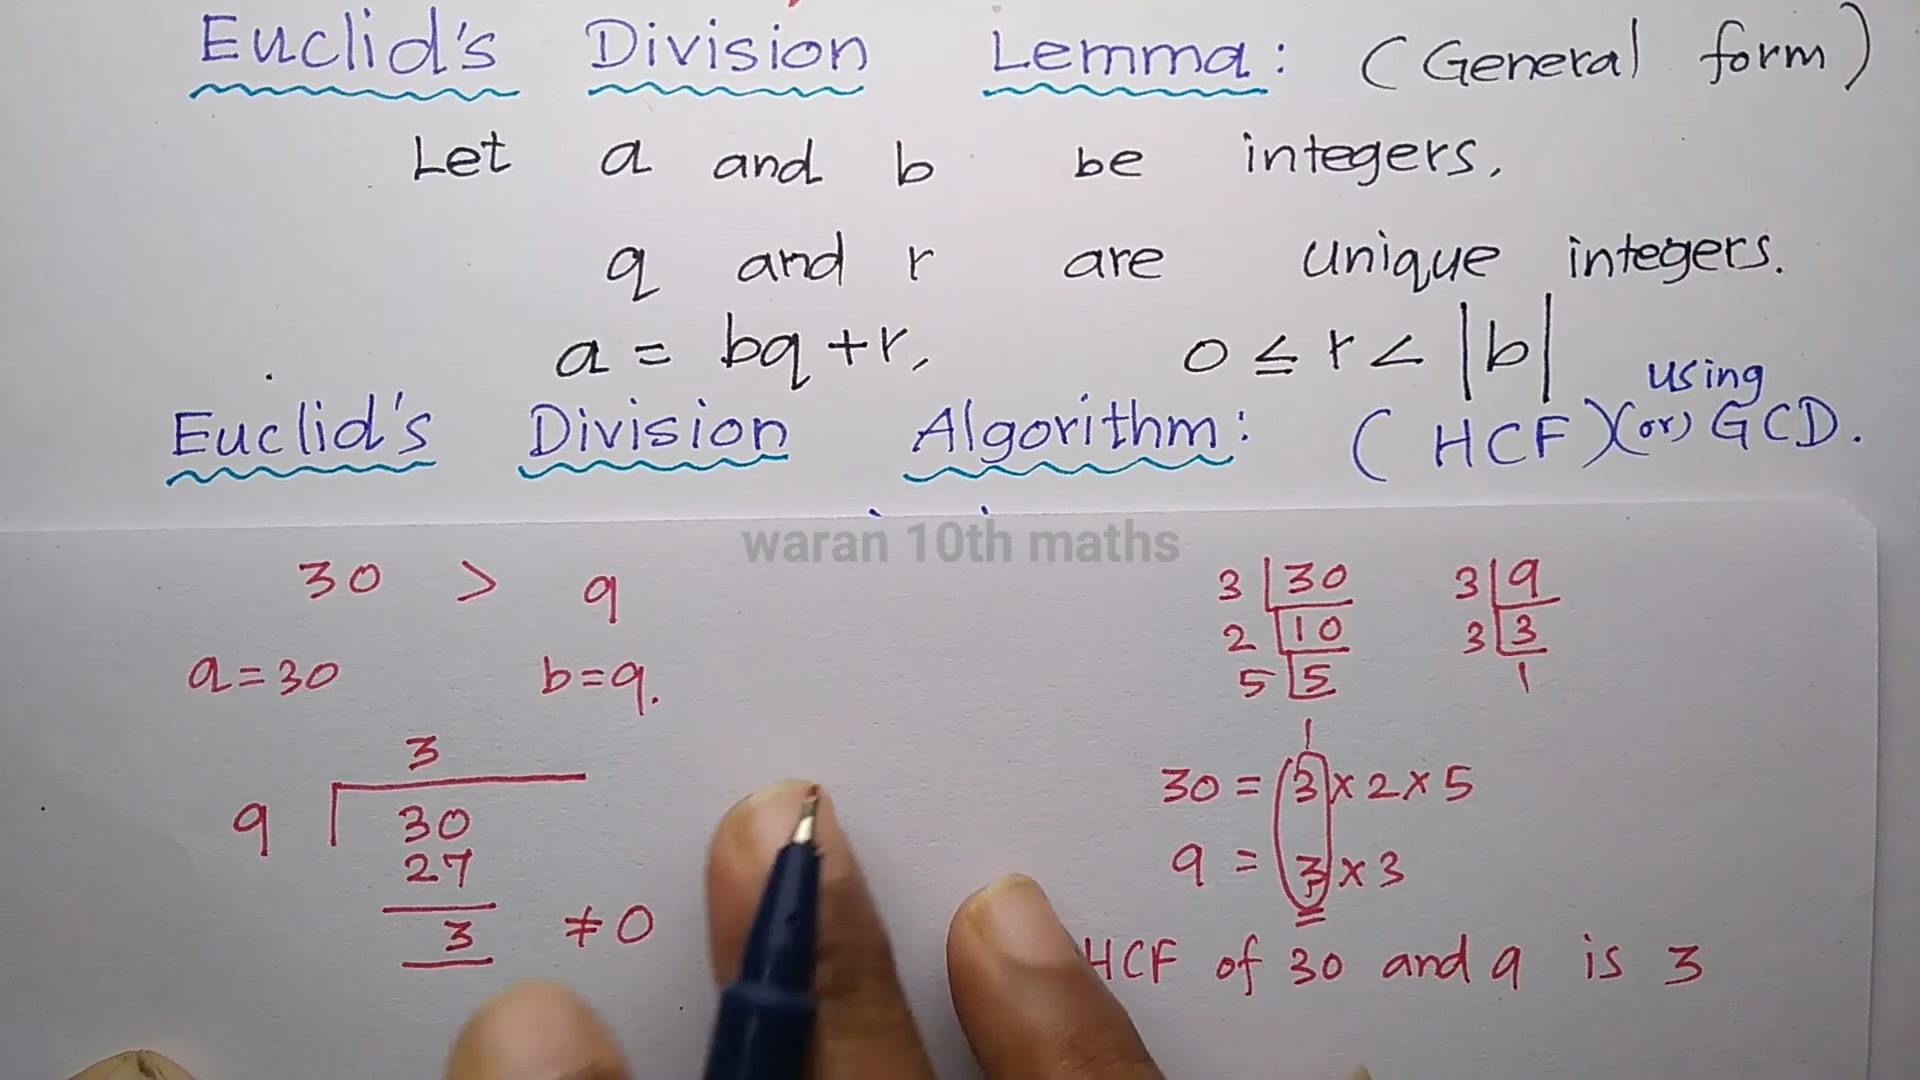 Euclid's Division Lemma: (General form)
Let a and b be integers.
q and r are unique integers.
a = bq + r, 0 ≤ r < |b|
using
Euclid's Division Algorithm: (HCF)(or) GCD.
waran 10th maths
30 > 9
a = 30 b = 9.
3
9 30
27
3 ≠ 0
3 | 30 3 | 9
2 | 10 3 | 3
5 | 5 1
1
30 = 3 × 2 × 5
9 = 3 × 3
HCF of 30 and 9 is 3